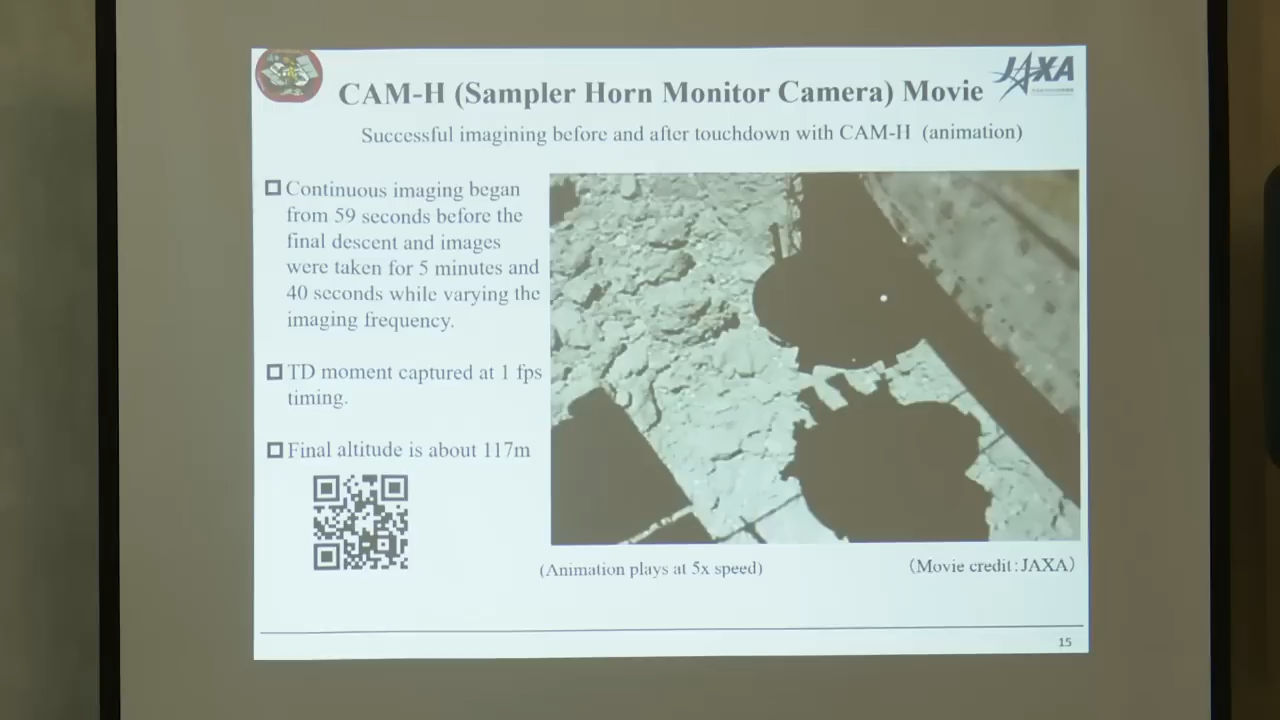 CAM-H (Sampler Horn Monitor Camera) Movie
JAXA
Successful imagining before and after touchdown with CAM-H (animation)
Continuous imaging began
from 59 seconds before the
final descent and images
were taken for 5 minutes and
40 seconds while varying the
imaging frequency.
TD moment captured at 1 fps
timing.
Final altitude is about 117m
(Animation plays at 5x speed)
(Movie credit:JAXA)
15